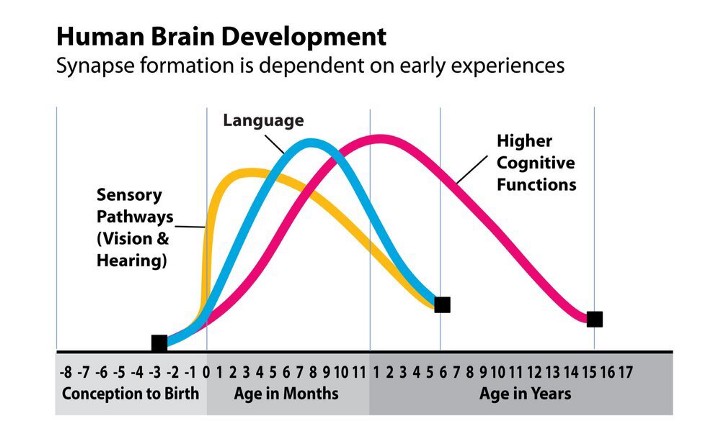 Human Brain Development
Synapse formation is dependent on early experiences
Language
Higher
Cognitive
Functions
Sensory
Pathways
(Vision &
Hearing)
-8 -7 -6 -5 -4 -3 -2 -1 0 1 2 3 4 5 6 7 8 9 10 11 1 2 3 4 5 6 7 8 9 10 11 12 13 14 15 16 17
Conception to Birth Age in Months Age in Years